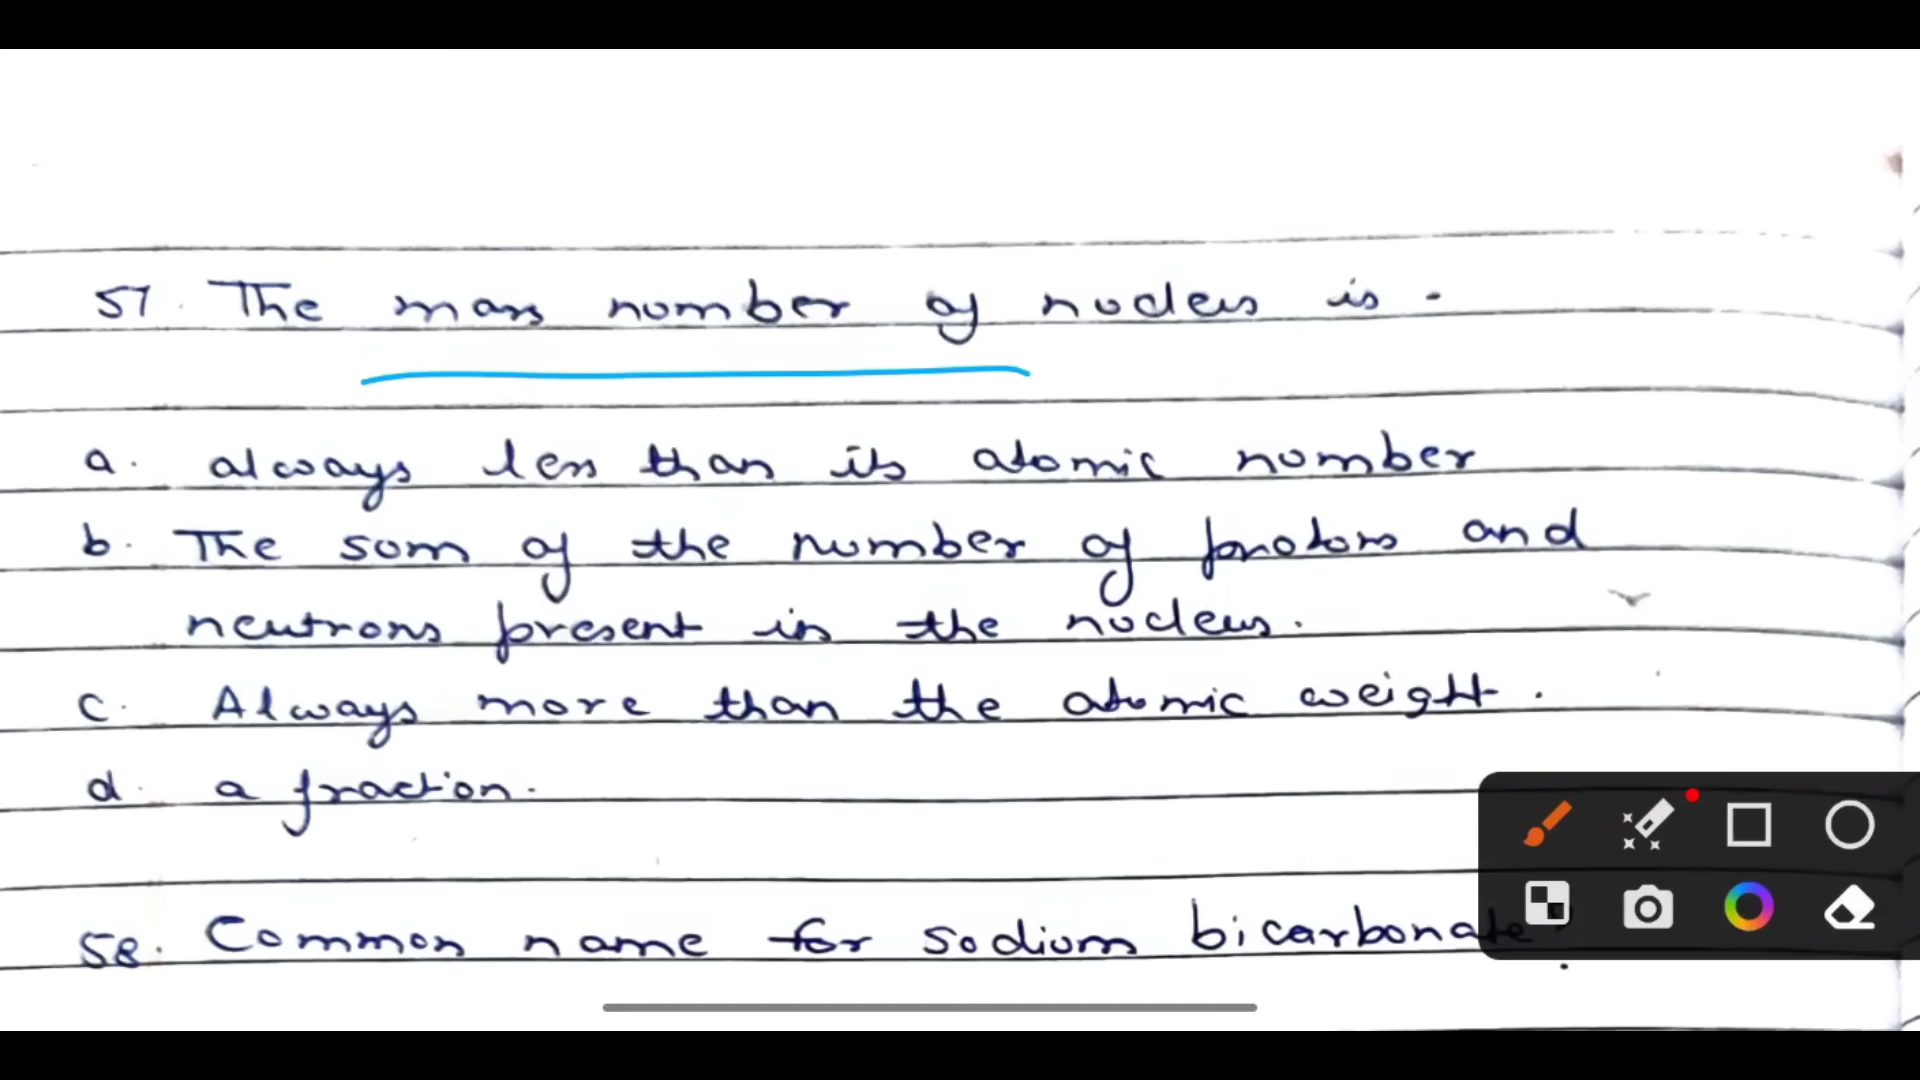 57. The mass number of nucleus is -
a. always less than its atomic number
b. The sum of the number of protons and
neutrons present in the nucleus.
c. Always more than the atomic weight.
d. a fraction.
58. Common name for sodium bicarbonate?